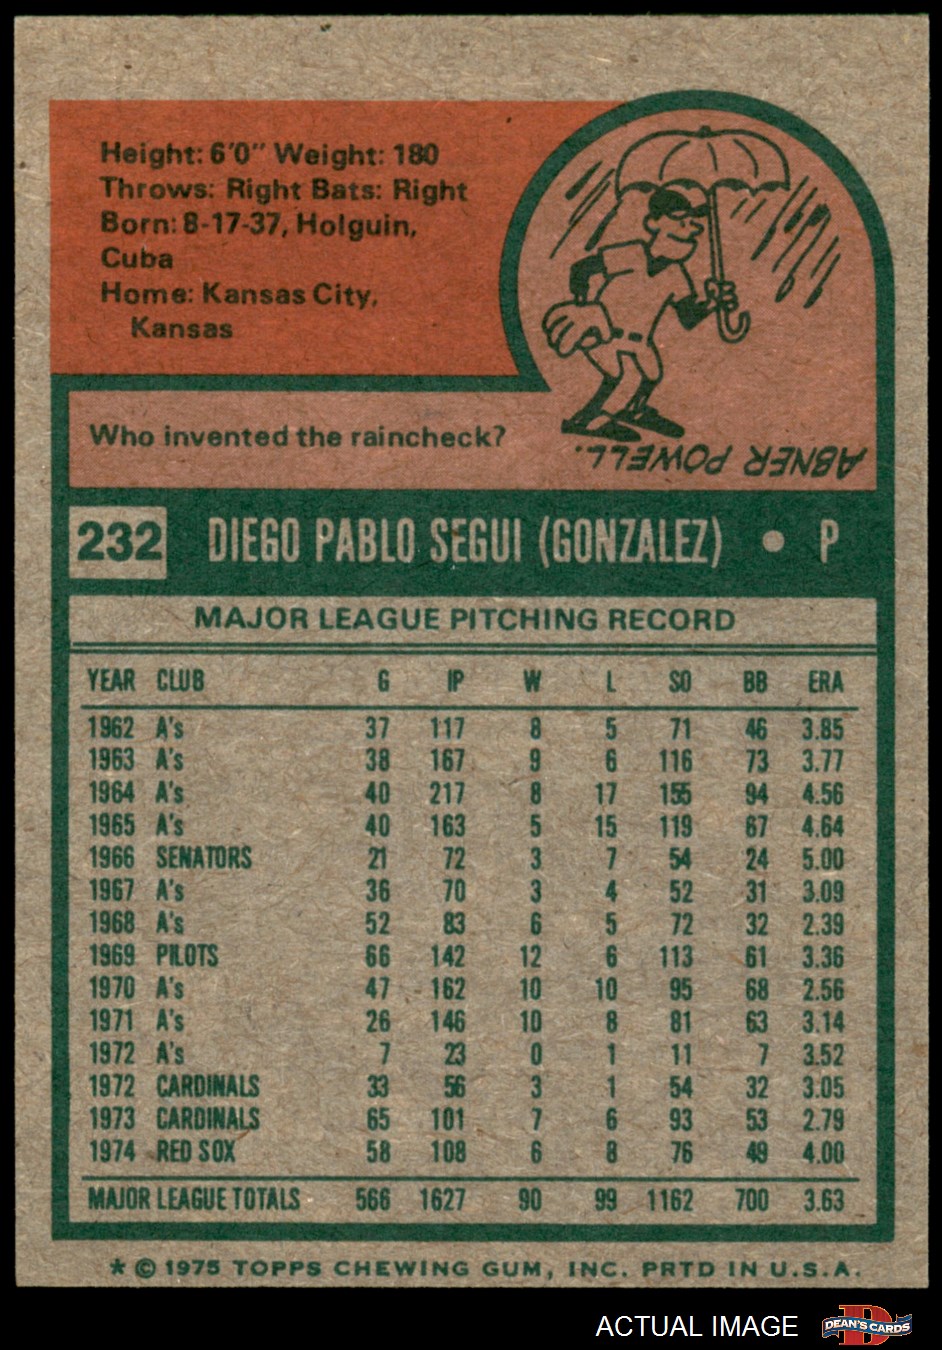 Height: 6'0" Weight: 180
Throws: Right Bats: Right
Born: 8-17-37, Holguin,
Cuba
Home: Kansas City,
Kansas
Who invented the raincheck?
ABNER POWELL.
232 DIEGO PABLO SEGUI (GONZALEZ) • P
MAJOR LEAGUE PITCHING RECORD
YEAR CLUB G IP W L SO BB ERA
1962 A's 37 117 8 5 71 46 3.85
1963 A's 38 167 9 6 116 73 3.77
1964 A's 40 217 8 17 155 94 4.56
1965 A's 40 163 5 15 119 67 4.64
1966 SENATORS 21 72 3 7 54 24 5.00
1967 A's 36 70 3 4 52 31 3.09
1968 A's 52 83 6 5 72 32 2.39
1969 PILOTS 66 142 12 6 113 61 3.36
1970 A's 47 162 10 10 95 68 2.56
1971 A's 26 146 10 8 81 63 3.14
1972 A's 7 23 0 1 11 7 3.52
1972 CARDINALS 33 56 3 1 54 32 3.05
1973 CARDINALS 65 101 7 6 93 53 2.79
1974 RED SOX 58 108 6 8 76 49 4.00
MAJOR LEAGUE TOTALS 566 1627 90 99 1162 700 3.63
* © 1975 TOPPS CHEWING GUM, INC. PRTD IN U.S.A.
ACTUAL IMAGE D DEAN'S CARDS